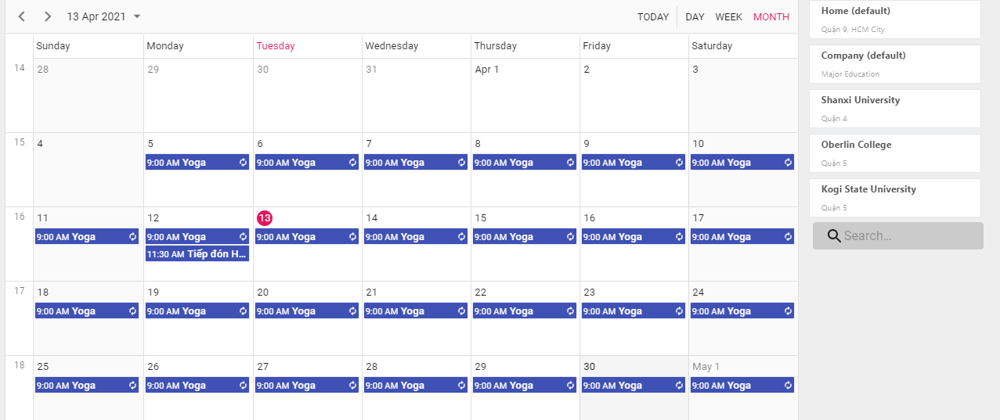 13 Apr 2021 TODAY DAY WEEK MONTH
Sunday Monday Tuesday Wednesday Thursday Friday Saturday
14 28 29 30 31 Apr 1 2 3
15 4 5 6 7 8 9 10
9:00 AM Yoga 9:00 AM Yoga 9:00 AM Yoga 9:00 AM Yoga 9:00 AM Yoga 9:00 AM Yoga
16 11 12 13 14 15 16 17
9:00 AM Yoga 9:00 AM Yoga 9:00 AM Yoga 9:00 AM Yoga 9:00 AM Yoga 9:00 AM Yoga 9:00 AM Yoga
11:30 AM Tiếp đón H...
17 18 19 20 21 22 23 24
9:00 AM Yoga 9:00 AM Yoga 9:00 AM Yoga 9:00 AM Yoga 9:00 AM Yoga 9:00 AM Yoga 9:00 AM Yoga
18 25 26 27 28 29 30 May 1
9:00 AM Yoga 9:00 AM Yoga 9:00 AM Yoga 9:00 AM Yoga 9:00 AM Yoga 9:00 AM Yoga 9:00 AM Yoga
Home (default)
Quận 9, HCM City
Company (default)
Major Education
Shanxi University
Quận 4
Oberlin College
Quận 5
Kogi State University
Quận 5
Search...